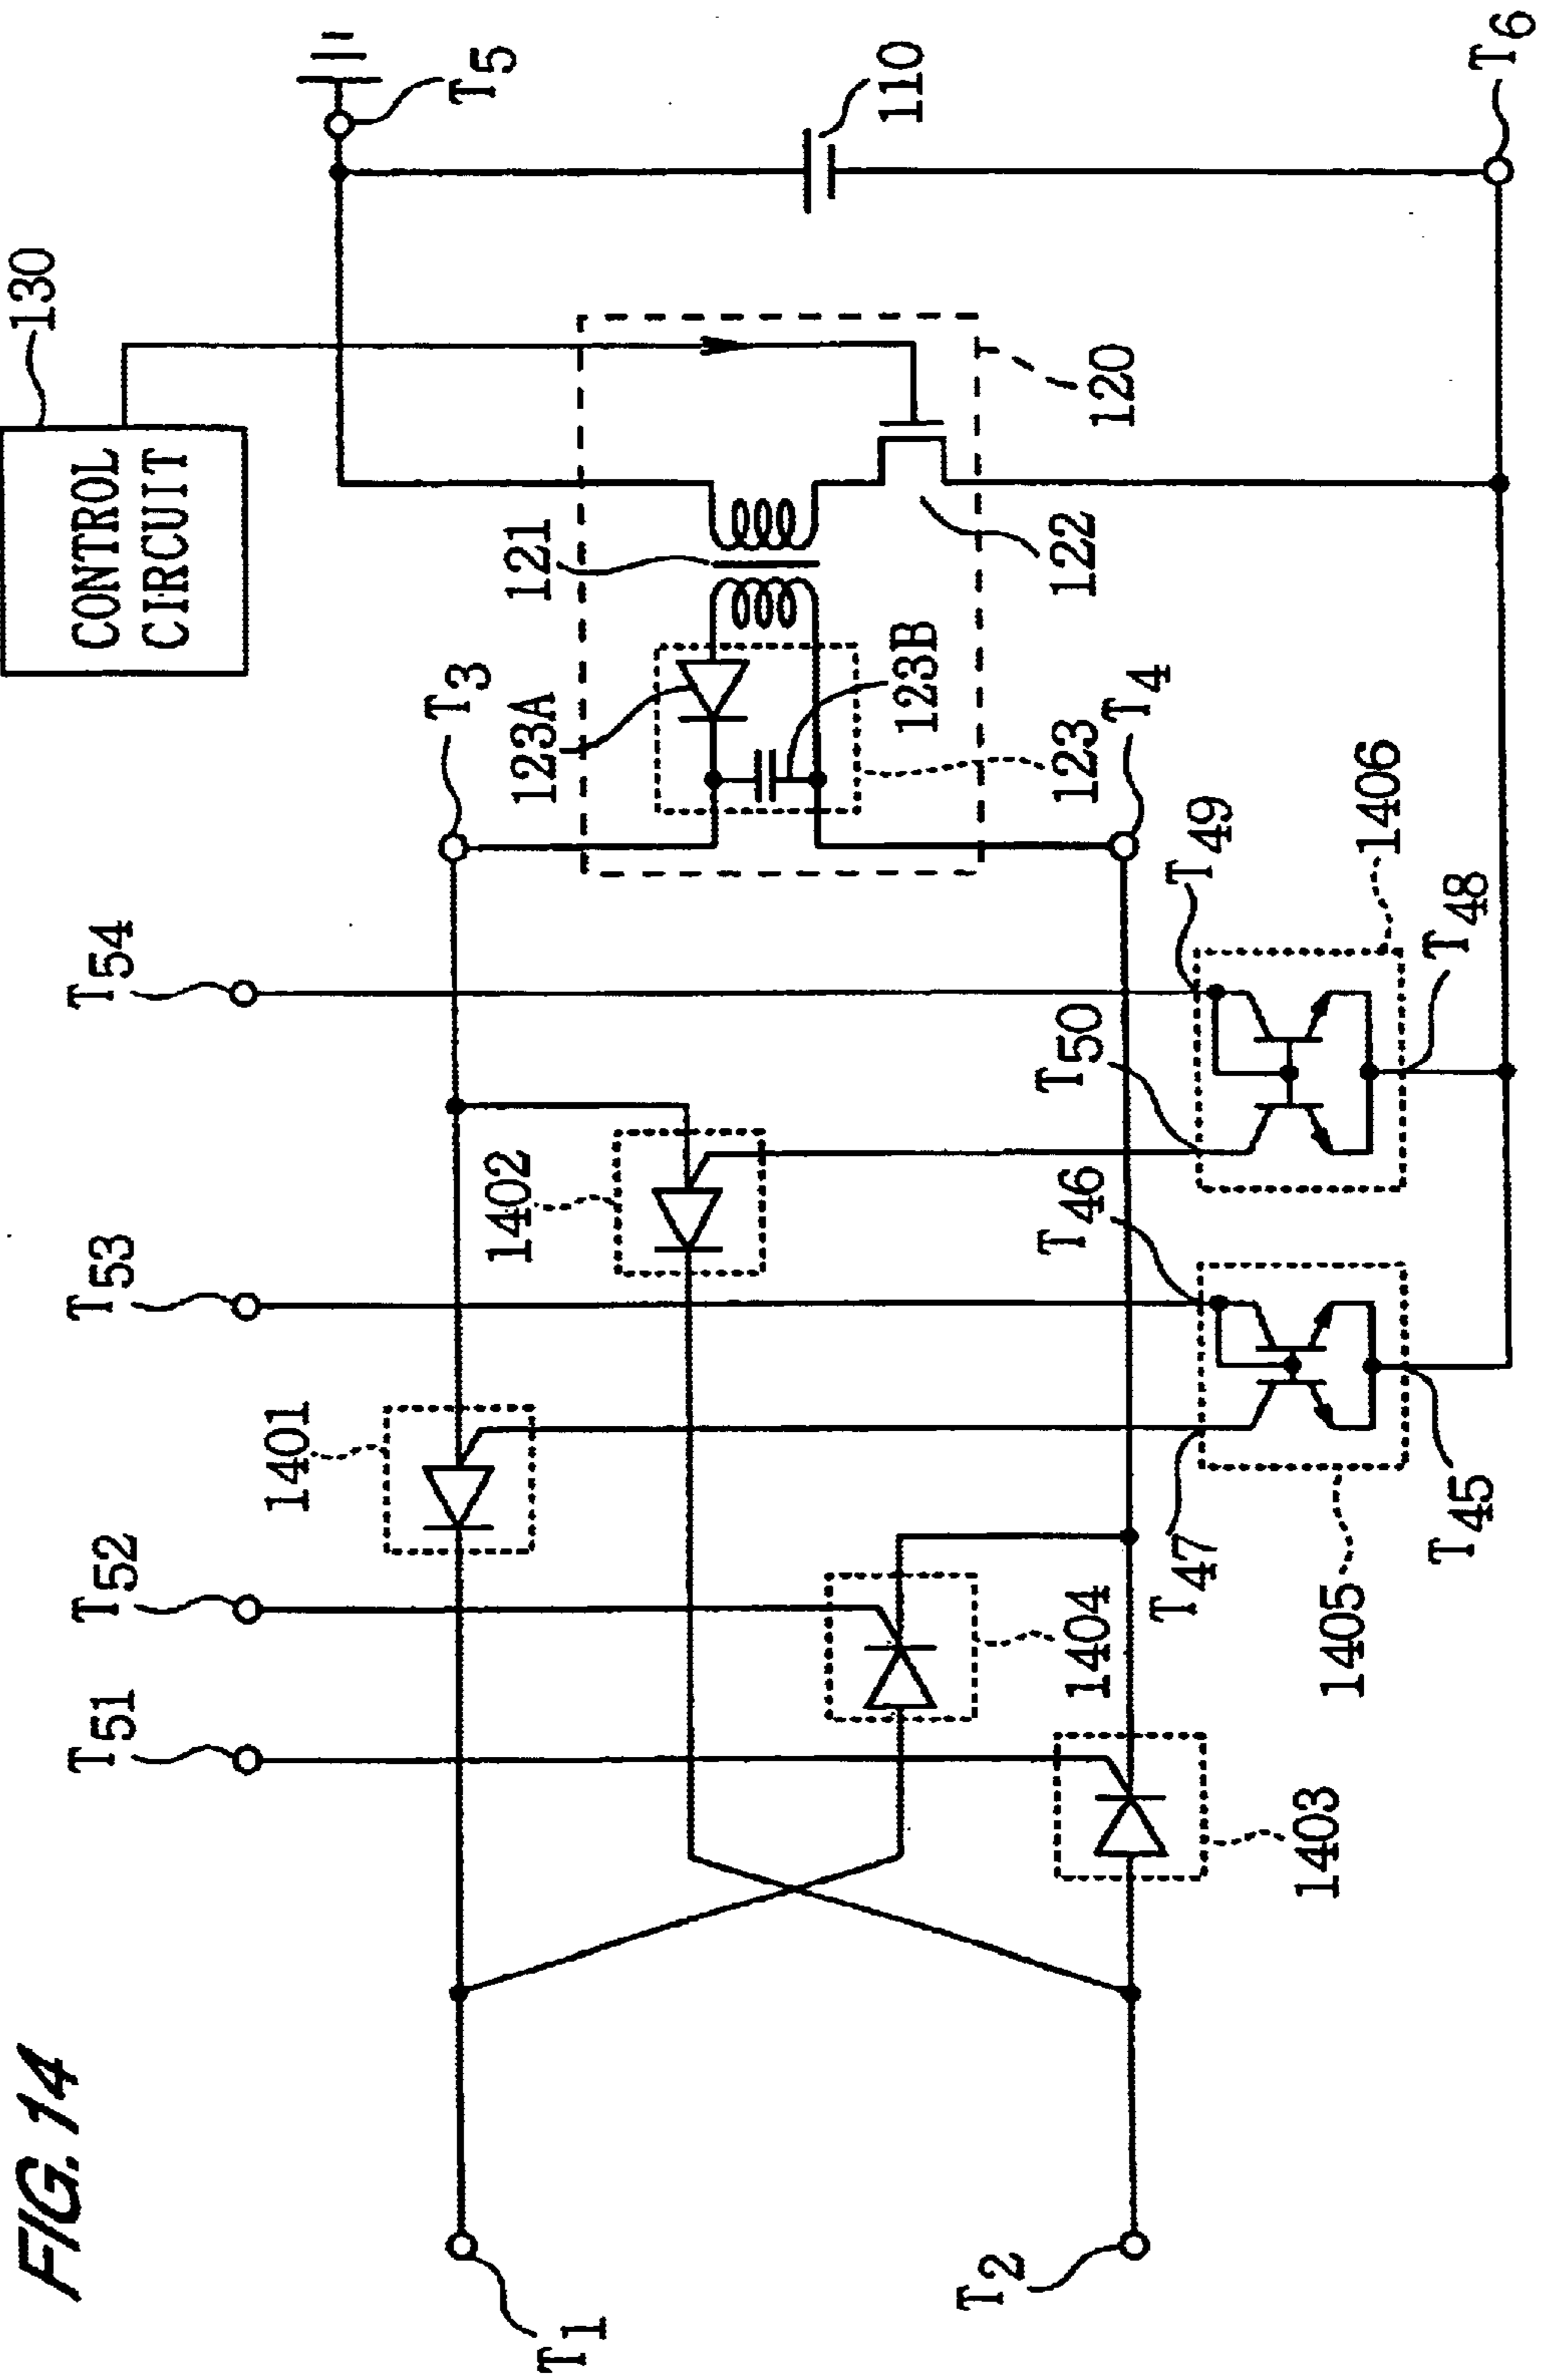 FIG. 14
T51
T52
T53
T54
CONTROL
CIRCUIT
130
T5
T3
1401
1402
123A
121
110
T1
T2
1404
123B
120
122
123
T4
1403
T47
T46
T50
T49
1405
T45
1406
T48
T6